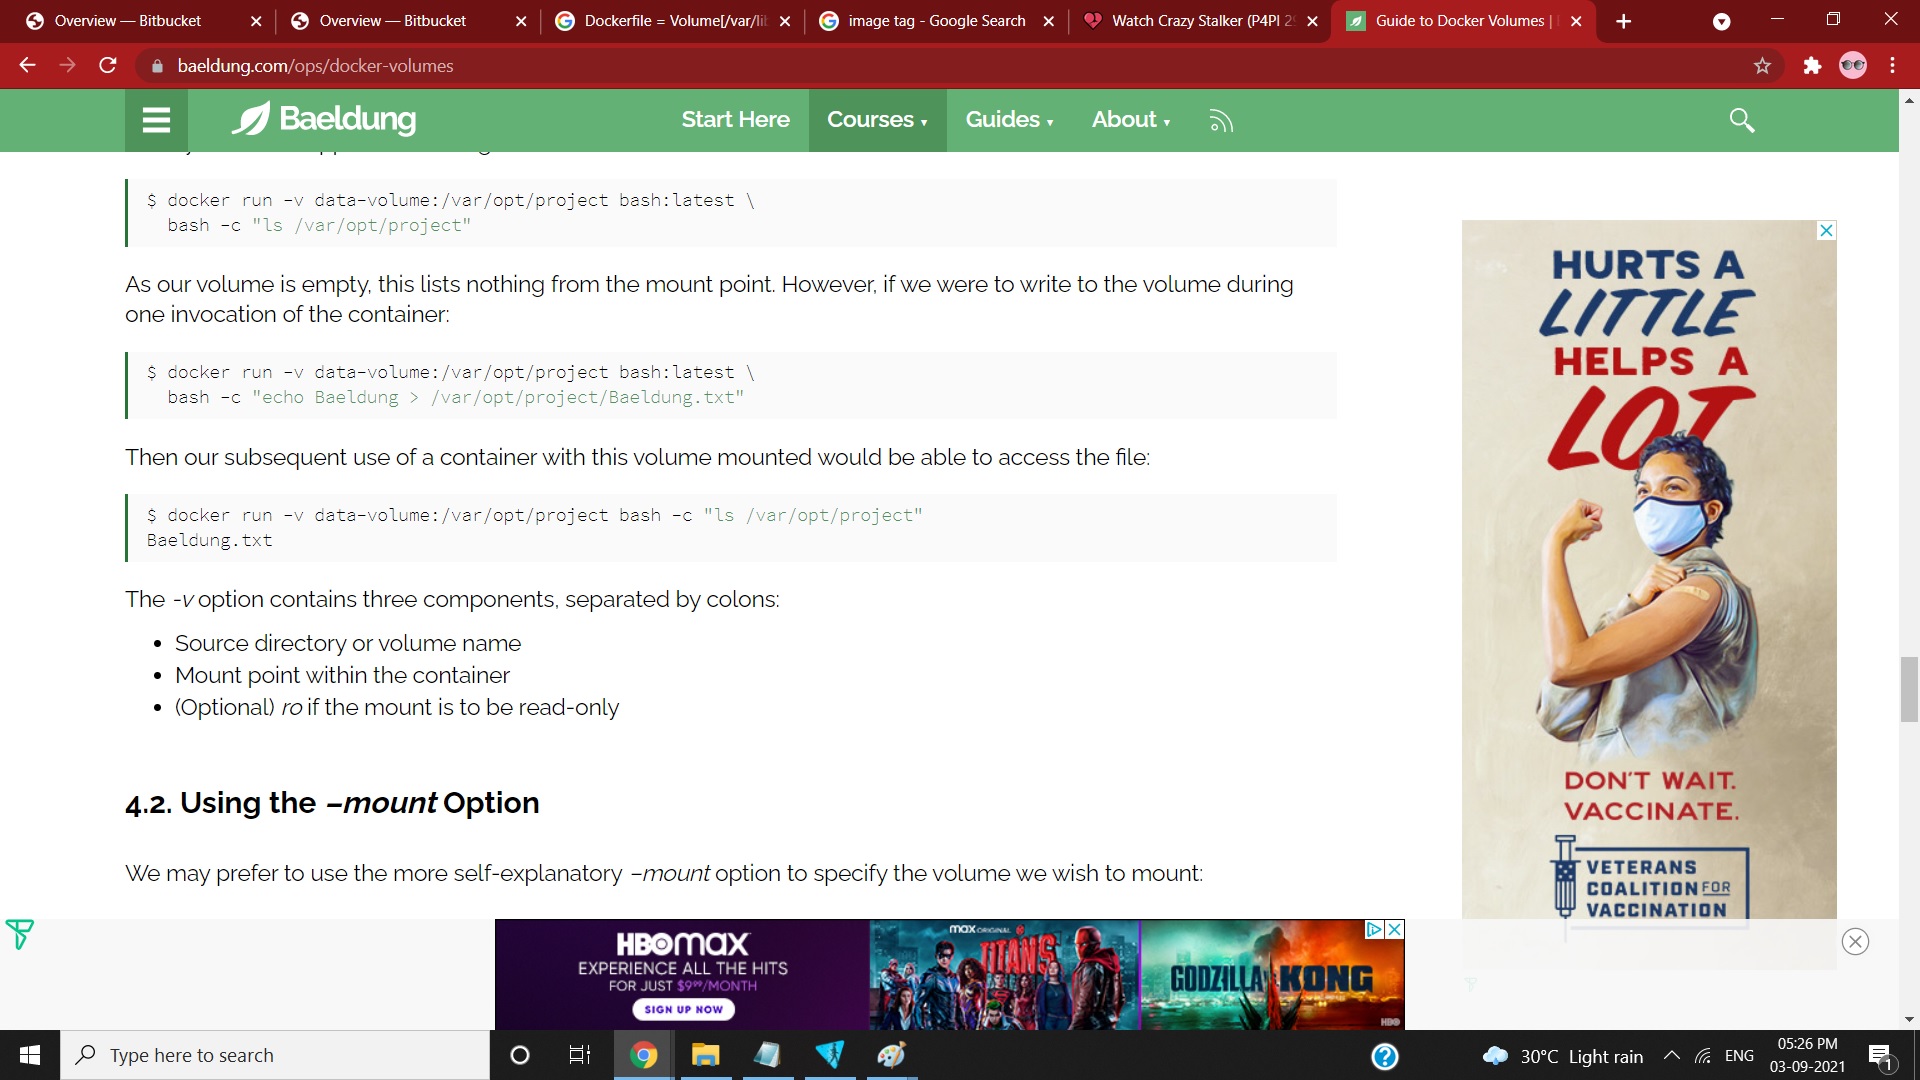 Overview — Bitbucket
Overview — Bitbucket
Dockerfile = Volume[/var/li
image tag - Google Search
Watch Crazy Stalker (P4PI 2
Guide to Docker Volumes |
baeldung.com/ops/docker-volumes
Baeldung
Start Here
Courses
Guides
About
$ docker run -v data-volume:/var/opt/project bash:latest \
bash -c "ls /var/opt/project"
As our volume is empty, this lists nothing from the mount point. However, if we were to write to the volume during
one invocation of the container:
$ docker run -v data-volume:/var/opt/project bash:latest \
bash -c "echo Baeldung > /var/opt/project/Baeldung.txt"
Then our subsequent use of a container with this volume mounted would be able to access the file:
$ docker run -v data-volume:/var/opt/project bash -c "ls /var/opt/project"
Baeldung.txt
The -v option contains three components, separated by colons:
• Source directory or volume name
• Mount point within the container
• (Optional) ro if the mount is to be read-only
4.2. Using the –mount Option
We may prefer to use the more self-explanatory –mount option to specify the volume we wish to mount:
HURTS A
LITTLE
HELPS A
LOT
DON'T WAIT.
VACCINATE.
VETERANS
COALITION FOR
VACCINATION
HBOmax
EXPERIENCE ALL THE HITS
FOR JUST $9⁹⁹/MONTH
SIGN UP NOW
max ORIGINAL
TITANS
GODZILLA KONG
HBO
Type here to search
30°C Light rain
ENG
05:26 PM
03-09-2021
1